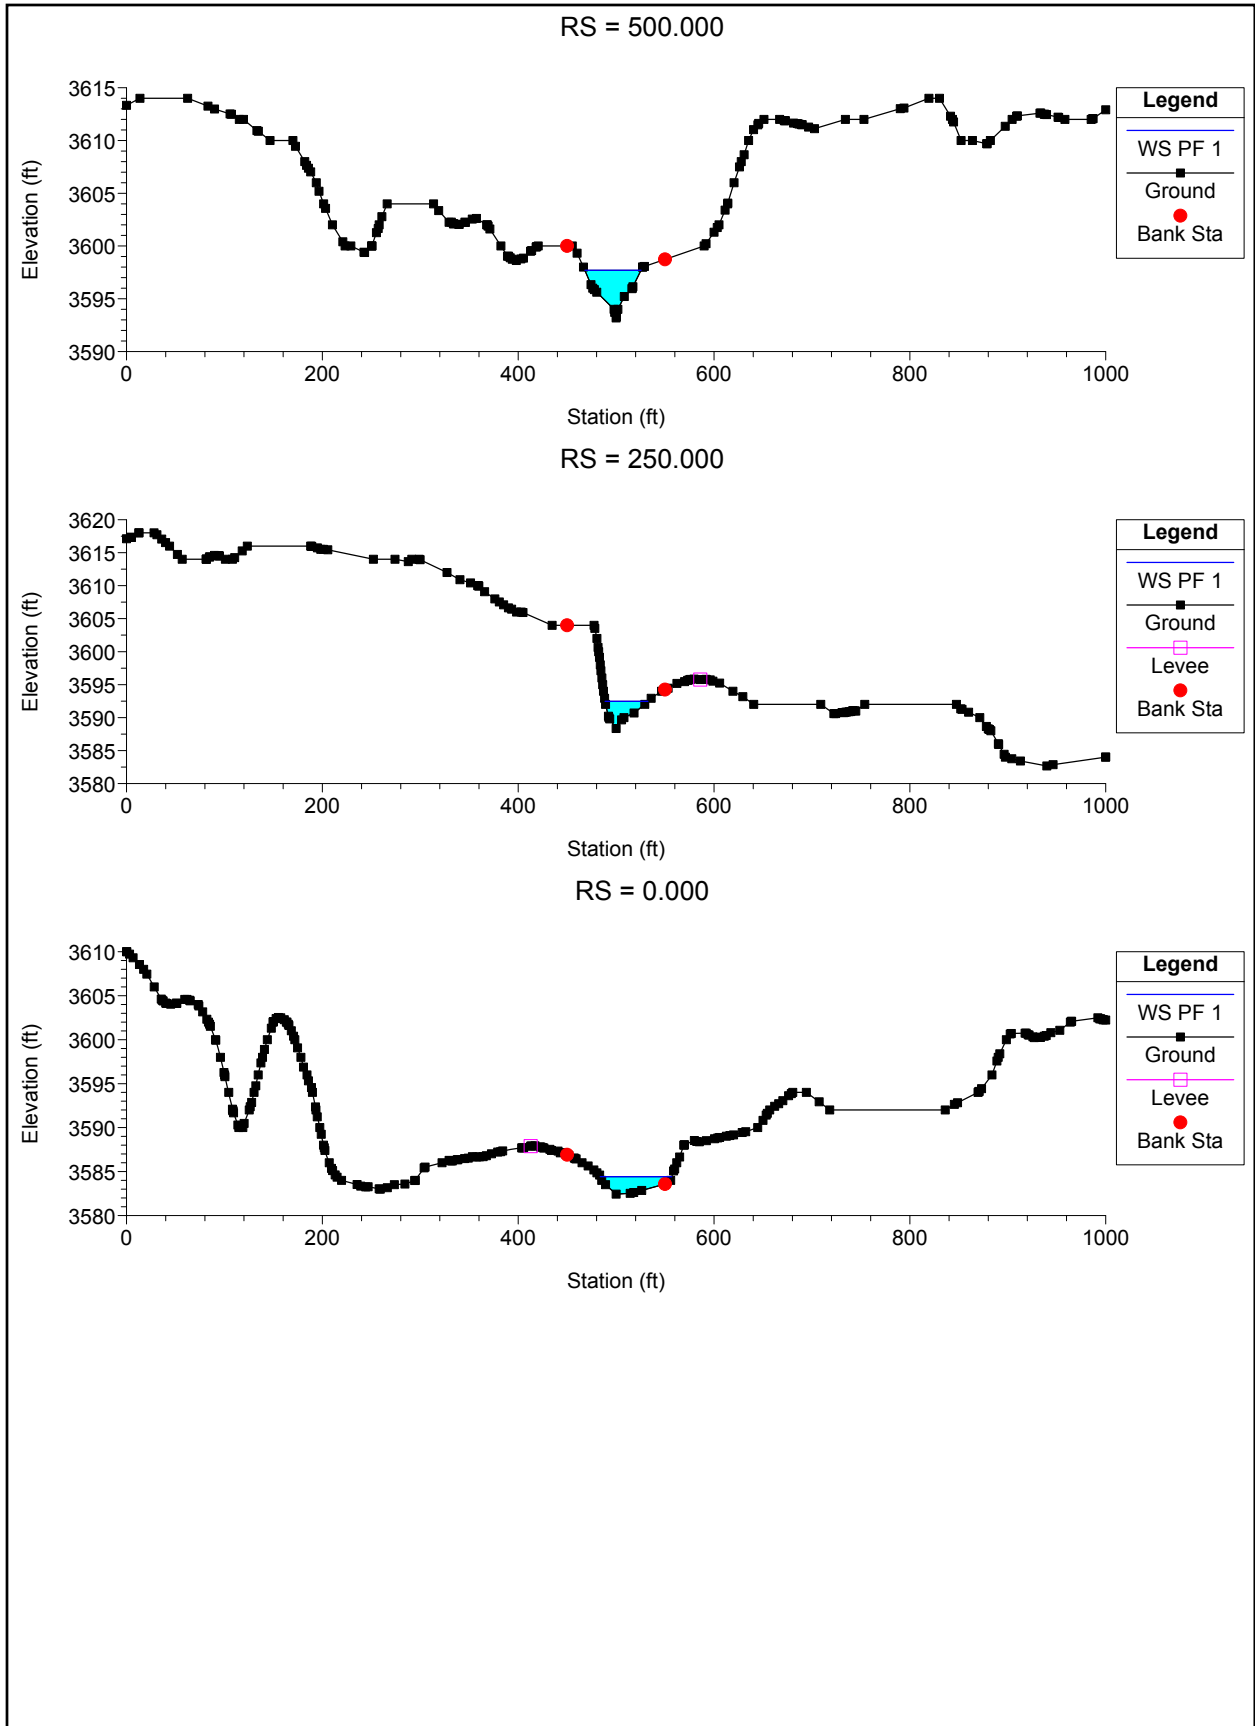 RS = 500.000
Elevation (ft)
3615
3610
3605
3600
3595
3590
0 200 400 600 800 1000
Station (ft)
Legend
WS PF 1
Ground
Bank Sta
RS = 250.000
Elevation (ft)
3620
3615
3610
3605
3600
3595
3590
3585
3580
0 200 400 600 800 1000
Station (ft)
Legend
WS PF 1
Ground
Levee
Bank Sta
RS = 0.000
Elevation (ft)
3610
3605
3600
3595
3590
3585
3580
0 200 400 600 800 1000
Station (ft)
Legend
WS PF 1
Ground
Levee
Bank Sta